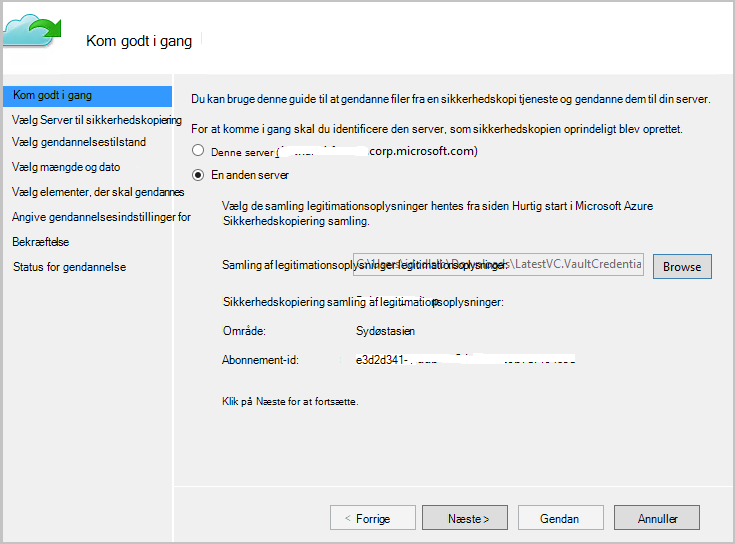 Kom godt i gang
Kom godt i gang
Vælg Server til sikkerhedskopiering
Vælg gendannelsestilstand
Vælg mængde og dato
Vælg elementer, der skal gendannes
Angive gendannelsesindstillinger for
Bekræftelse
Status for gendannelse
Du kan bruge denne guide til at gendanne filer fra en sikkerhedskopi tjeneste og gendanne dem til din server.
For at komme i gang skal du identificere den server, som sikkerhedskopien oprindeligt blev oprettet.
Denne server ( corp.microsoft.com)
En anden server
Vælg de samling legitimationsoplysninger hentes fra siden Hurtig start i Microsoft Azure
Sikkerhedskopiering samling.
Samling af legitimationsoplysninger legitimationsoplysninger: \LatestVC.VaultCredentia
Browse
Sikkerhedskopiering samling af legitimationsoplysninger:
Område: Sydøstasien
Abonnement-id: e3d2d341-
Klik på Næste for at fortsætte.
< Forrige
Næste >
Gendan
Annuller